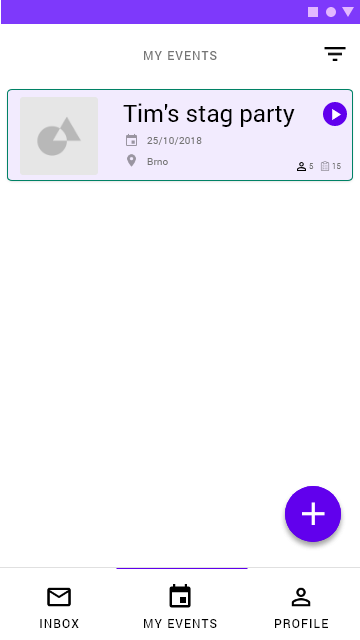 MY EVENTS
Tim's stag party
25/10/2018
Brno
5 15
INBOX MY EVENTS PROFILE